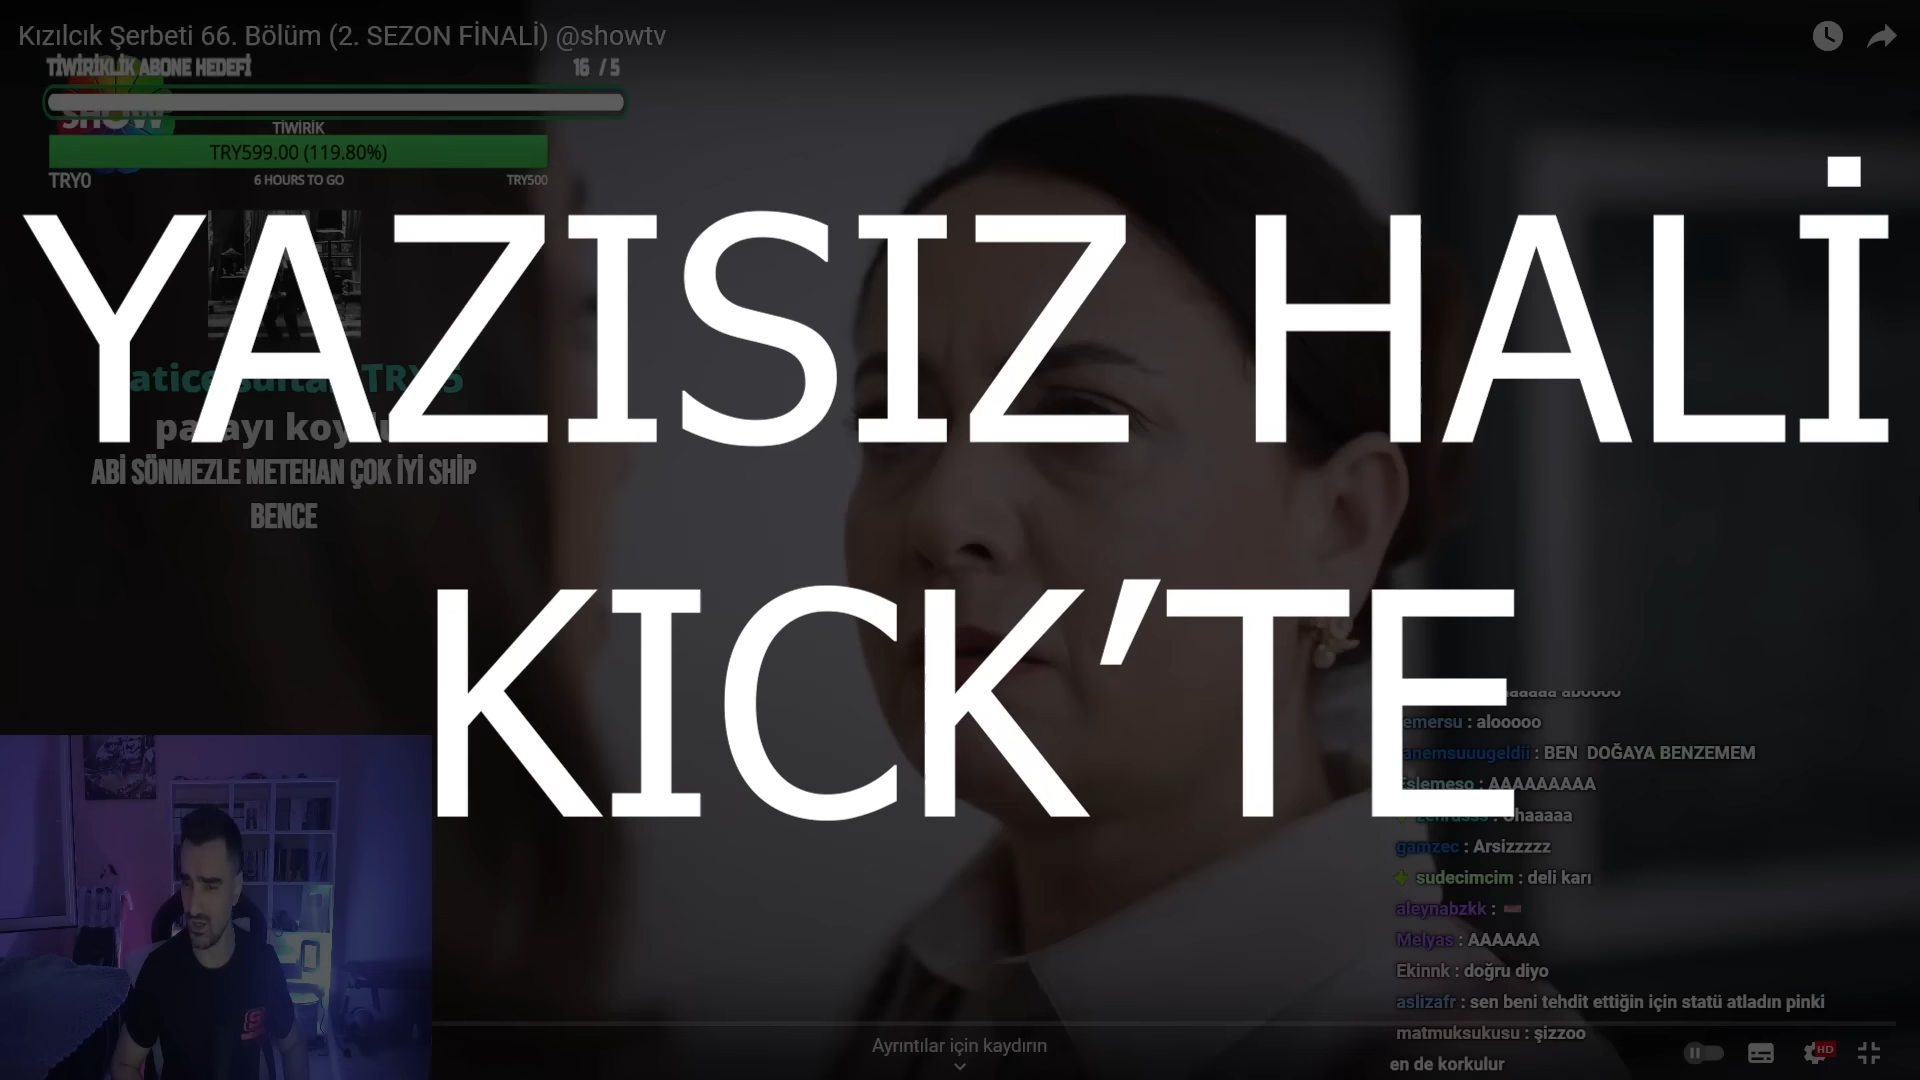 Kızılcık Şerbeti 66. Bölüm (2. SEZON FİNALİ) @showtv
TİWİRİKLİK ABONE HEDEFİ 16 / 5
SHOW
TİWİRİK
TRY599.00 (119.80%)
TRY0 6 HOURS TO GO TRY500
YAZISIZ HALİ
KICK'TE
ABİ SÖNMEZLE METEHAN ÇOK İYİ SHIP
BENCE
emersu : alooooo
anemsuuugeldii : BEN DOĞAYA BENZEMEM
Eslemeso : AAAAAAAAA
gamzec : Arsizzzzz
sudecimcim : deli karı
aleynabzkk :
Melyas : AAAAAA
Ekinnk : doğru diyo
aslizafr : sen beni tehdit ettiğin için statü atladın pinki
matmuksukusu : şizzoo
en de korkulur
Ayrıntılar için kaydırın
HD